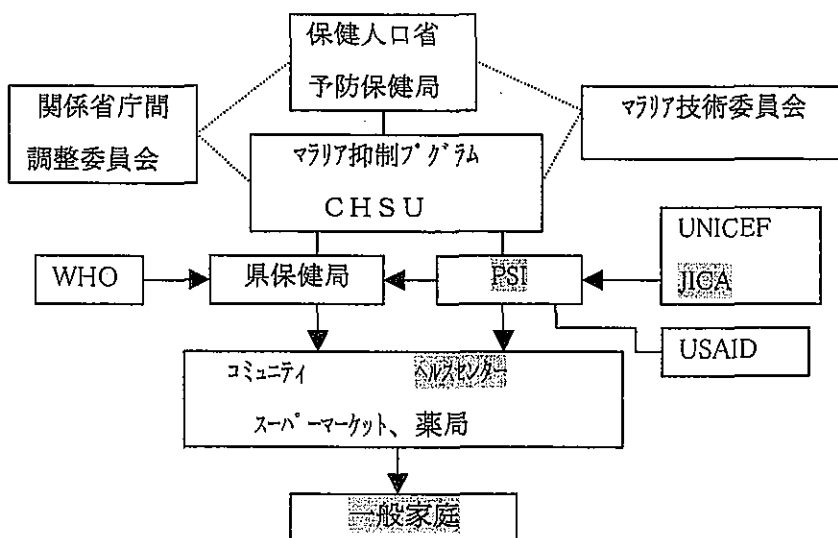 保健人口省
予防保健局
関係省庁間
調整委員会
マラリア技術委員会
マラリア抑制プログラム
CHSU
UNICEF
JICA
WHO
県保健局
PSI
USAID
コミュニティ
ヘルスセンター
スーパーマーケット、薬局
一般家庭